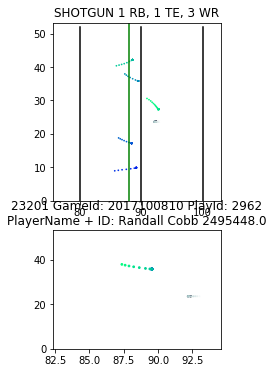 SHOTGUN 1 RB, 1 TE, 3 WR
50
40
30
20
10
0
80 90 100
23201 GameId: 2017100810 PlayId: 2962
PlayerName + ID: Randall Cobb 2495448.0
40
20
0
82.5 85.0 87.5 90.0 92.5